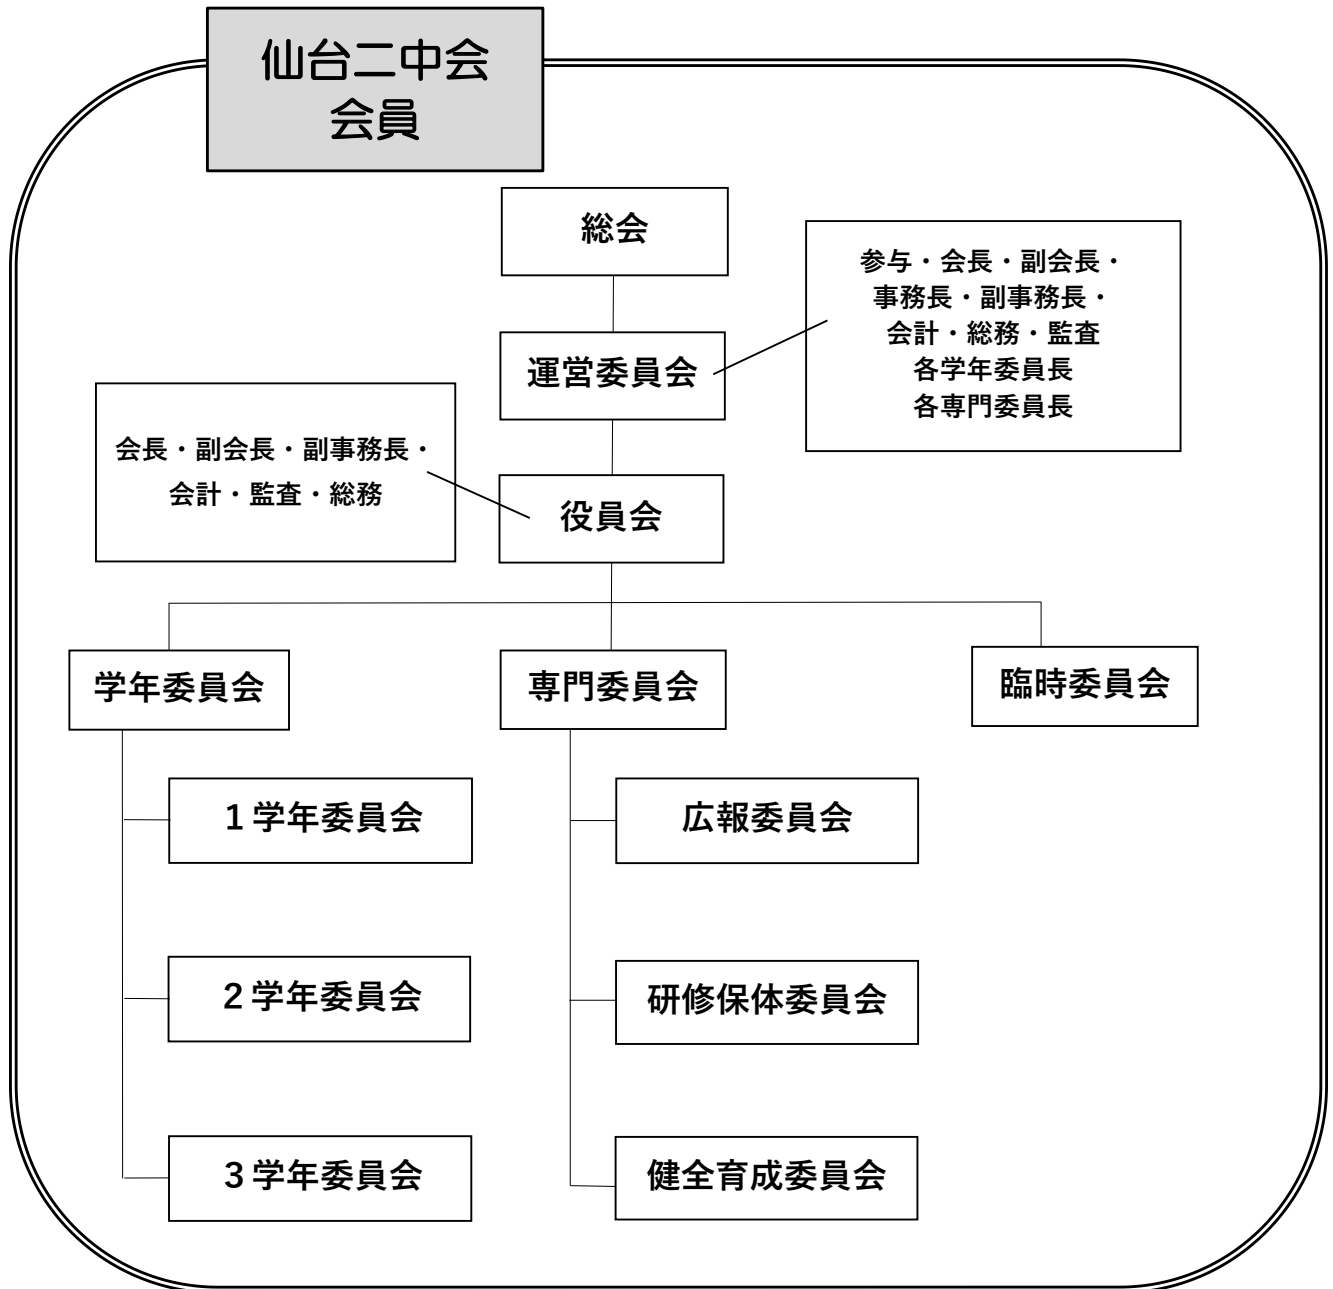 仙台二中会
会員
総会
参与・会長・副会長・
事務長・副事務長・
会計・総務・監査
各学年委員長
各専門委員長
運営委員会
会長・副会長・副事務長・
会計・監査・総務
役員会
学年委員会
専門委員会
臨時委員会
1学年委員会
広報委員会
2学年委員会
研修保体委員会
3学年委員会
健全育成委員会